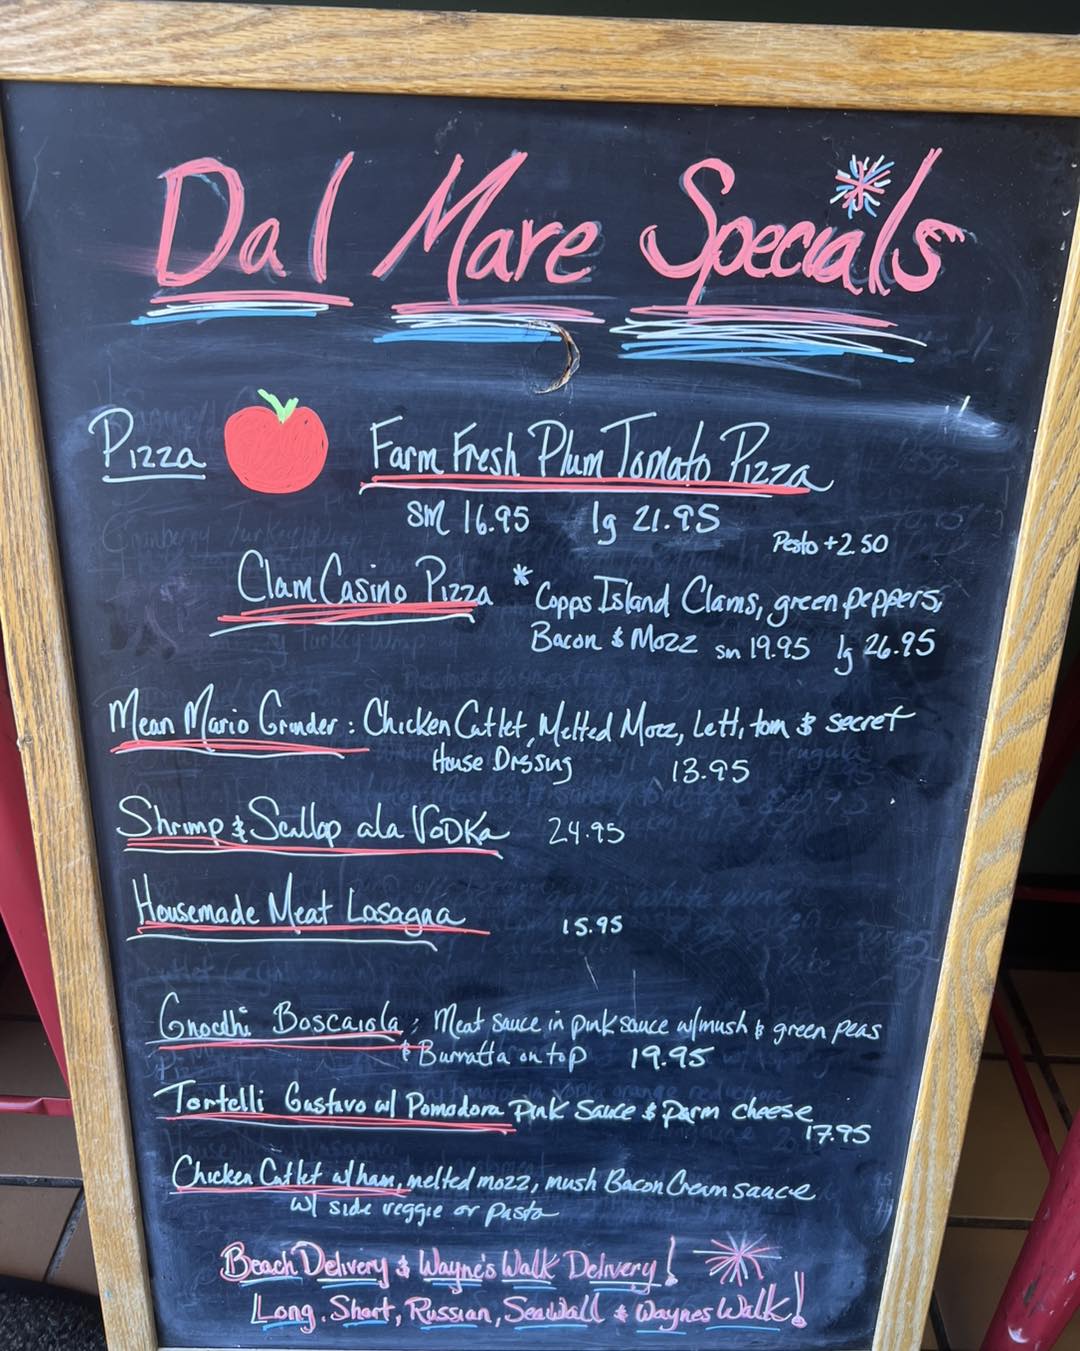 Dal Mare Specials
Pizza
Farm Fresh Plum Tomato Pizza
sm 16.95 lg 21.95
Pesto +2.50
Clam Casino Pizza * Copps Island Clams, green peppers,
Bacon & Mozz sm 19.95 lg 26.95
Mean Mario Grinder: Chicken Cutlet, Melted Mozz, Lett, tom & secret
House Drssing 13.95
Shrimp & Scallop ala VODKa 24.95
Housemade Meat Lasagna 15.95
Gnocdhi Boscaiola; Meat sauce in pink sauce w/mush & green peas
& Burratta on top 19.95
Tortelli Gustavo w/ Pomodora Pink Sauce & parm cheese
17.95
Chicken Cutlet w/ham, melted mozz, mush Bacon Cream sauce
w/ side veggie or pasta
Beach Delivery & Wayne's Walk Delivery!
Long, Short, Russian, Seawall & Waynes Walk!